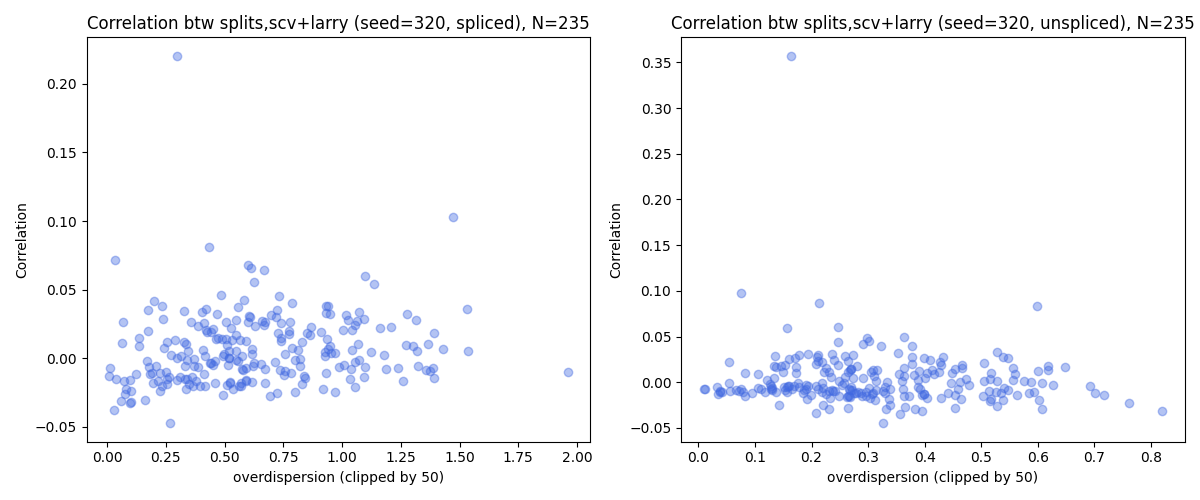 Correlation btw splits,scv+larry (seed=320, spliced), N=235
Correlation
0.20
0.15
0.10
0.05
0.00
−0.05
0.00 0.25 0.50 0.75 1.00 1.25 1.50 1.75 2.00
overdispersion (clipped by 50)
Correlation btw splits,scv+larry (seed=320, unspliced), N=235
Correlation
0.35
0.30
0.25
0.20
0.15
0.10
0.05
0.00
−0.05
0.0 0.1 0.2 0.3 0.4 0.5 0.6 0.7 0.8
overdispersion (clipped by 50)